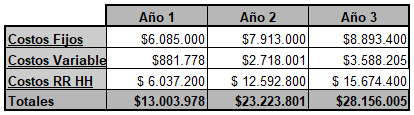 Año 1 Año 2 Año 3
Costos Fijos $6.085.000 $7.913.000 $8.893.400
Costos Variable $881.778 $2.718.001 $3.588.205
Costos RR HH $ 6.037.200 $ 12.592.800 $ 15.674.400
Totales $13.003.978 $23.223.801 $28.156.005